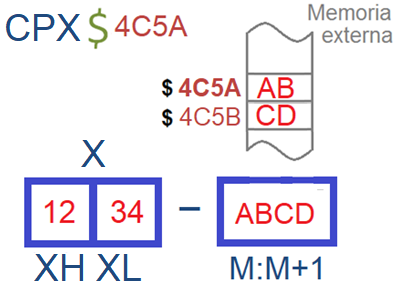 CPX $ 4C5A
Memoria
externa
$ 4C5A AB
$ 4C5B CD
X
12 34 – ABCD
XH XL M:M+1